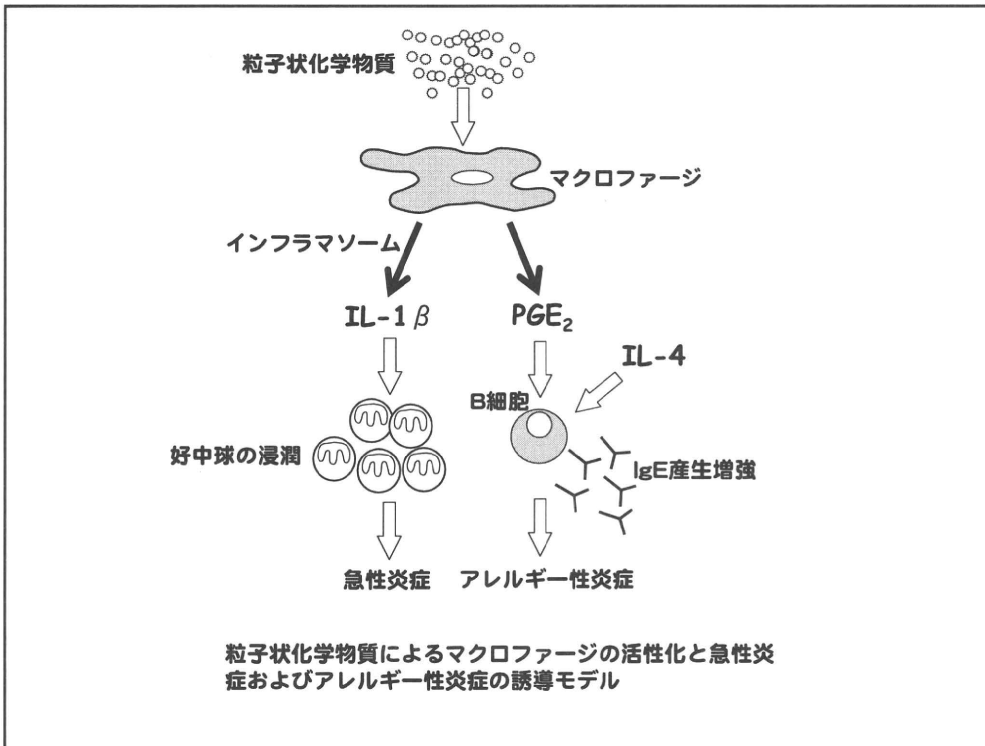 粒子状化学物質
マクロファージ
インフラマソーム
IL-1β
PGE₂
IL-4
B細胞
好中球の浸潤
IgE産生増強
急性炎症
アレルギー性炎症
粒子状化学物質によるマクロファージの活性化と急性炎
症およびアレルギー性炎症の誘導モデル